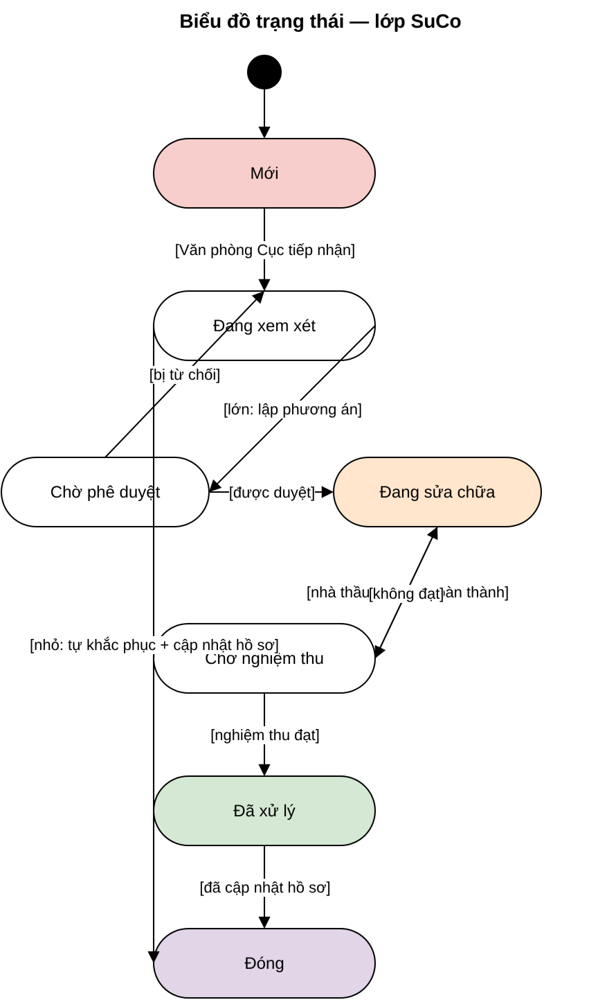 Biểu đồ trạng thái — lớp SuCo
Mới
[Văn phòng Cục tiếp nhận]
Đang xem xét
[bị từ chối]
[lớn: lập phương án]
Chờ phê duyệt
[được duyệt]
Đang sửa chữa
[nhà thầu
[không đạt]
thành]
[nhỏ: tự khắc phục + cập nhật hồ sơ]
Chờ nghiệm thu
[nghiệm thu đạt]
Đã xử lý
[đã cập nhật hồ sơ]
Đóng